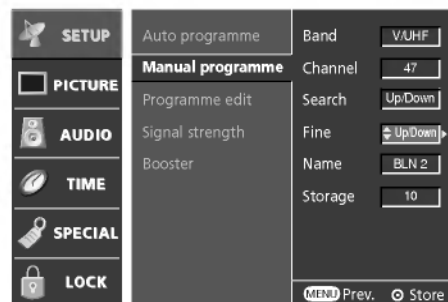 SETUP
PICTURE
AUDIO
TIME
SPECIAL
LOCK
Auto programme
Manual programme
Programme edit
Signal strength
Booster
Band V/UHF
Channel 47
Search Up/Down
Fine Up/Down
Name BLN 2
Storage 10
MENU Prev. Store